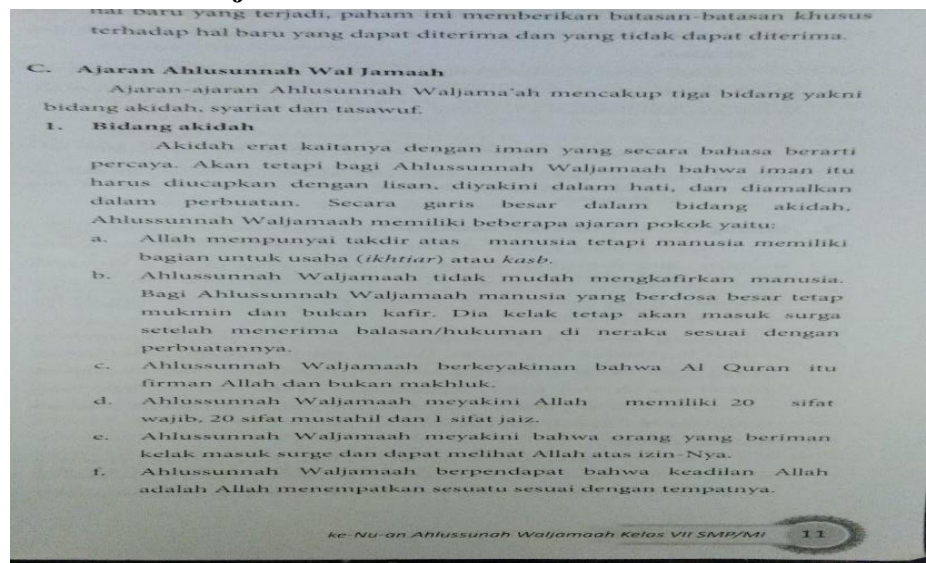 hal baru yang terjadi, paham ini memberikan batasan-batasan khusus
terhadap hal baru yang dapat diterima dan yang tidak dapat diterima.
C. Ajaran Ahlusunnah Wal Jamaah
Ajaran-ajaran Ahlusunnah Waljama'ah mencakup tiga bidang yakni
bidang akidah, syariat dan tasawuf.
1. Bidang akidah
Akidah erat kaitanya dengan iman yang secara bahasa berarti
percaya. Akan tetapi bagi Ahlussunnah Waljamaah bahwa iman itu
harus diucapkan dengan lisan, diyakini dalam hati, dan diamalkan
dalam perbuatan. Secara garis besar dalam bidang akidah,
Ahlussunnah Waljamaah memiliki beberapa ajaran pokok yaitu:
a. Allah mempunyai takdir atas manusia tetapi manusia memiliki
bagian untuk usaha (ikhtiar) atau kasb.
b. Ahlussunnah Waljamaah tidak mudah mengkafirkan manusia.
Bagi Ahlussunnah Waljamaah manusia yang berdosa besar tetap
mukmin dan bukan kafir. Dia kelak tetap akan masuk surga
setelah menerima balasan/hukuman di neraka sesuai dengan
perbuatannya.
c. Ahlussunnah Waljamaah berkeyakinan bahwa Al Quran itu
firman Allah dan bukan makhluk.
d. Ahlussunnah Waljamaah meyakini Allah memiliki 20 sifat
wajib, 20 sifat mustahil dan 1 sifat jaiz.
e. Ahlussunnah Waljamaah meyakini bahwa orang yang beriman
kelak masuk surge dan dapat melihat Allah atas izin-Nya.
f. Ahlussunnah Waljamaah berpendapat bahwa keadilan Allah
adalah Allah menempatkan sesuatu sesuai dengan tempatnya.
ke-Nu-an Ahlussunah Waljamaah Kelas VII SMP/MI 11